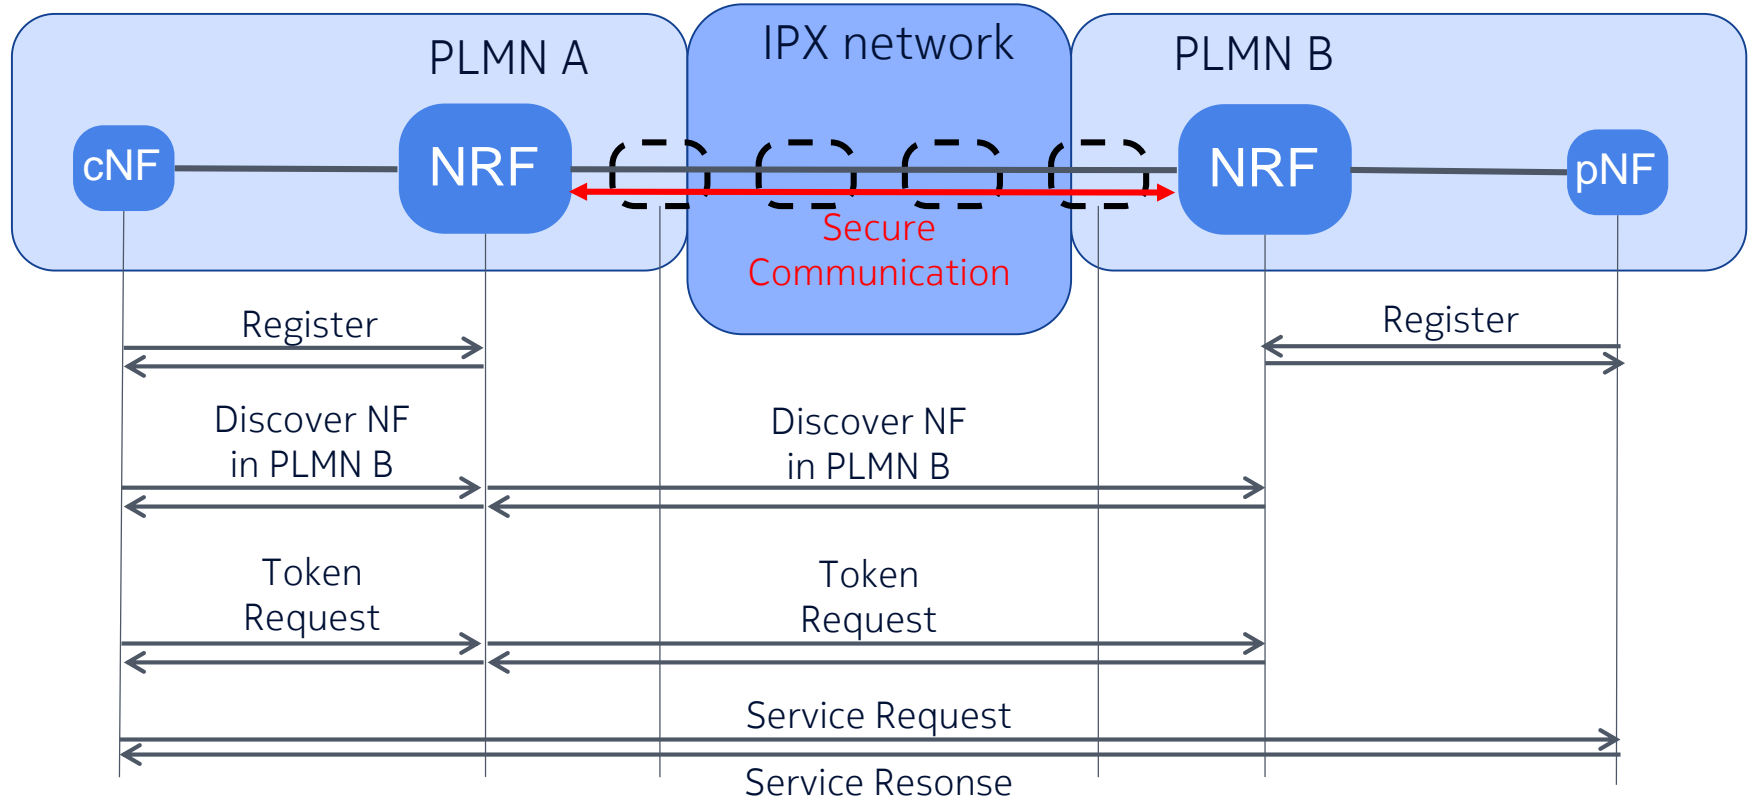 PLMN A
IPX network
PLMN B
cNF
NRF
NRF
pNF
Secure
Communication
Register
Register
Discover NF
in PLMN B
Discover NF
in PLMN B
Token
Request
Token
Request
Service Request
Service Resonse